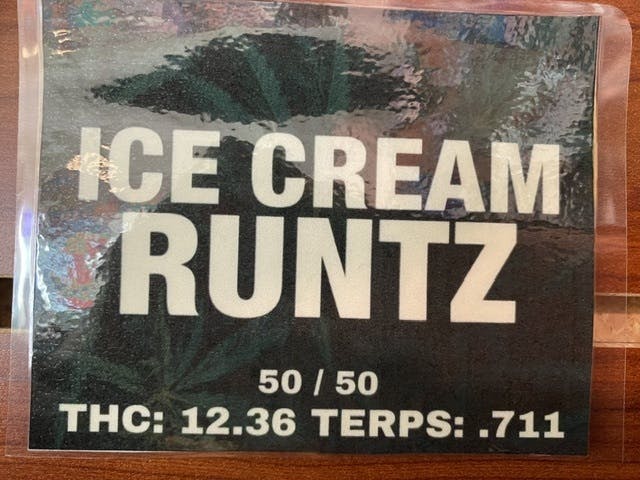 ICE CREAM
RUNTZ
50 / 50
THC: 12.36 TERPS: .711